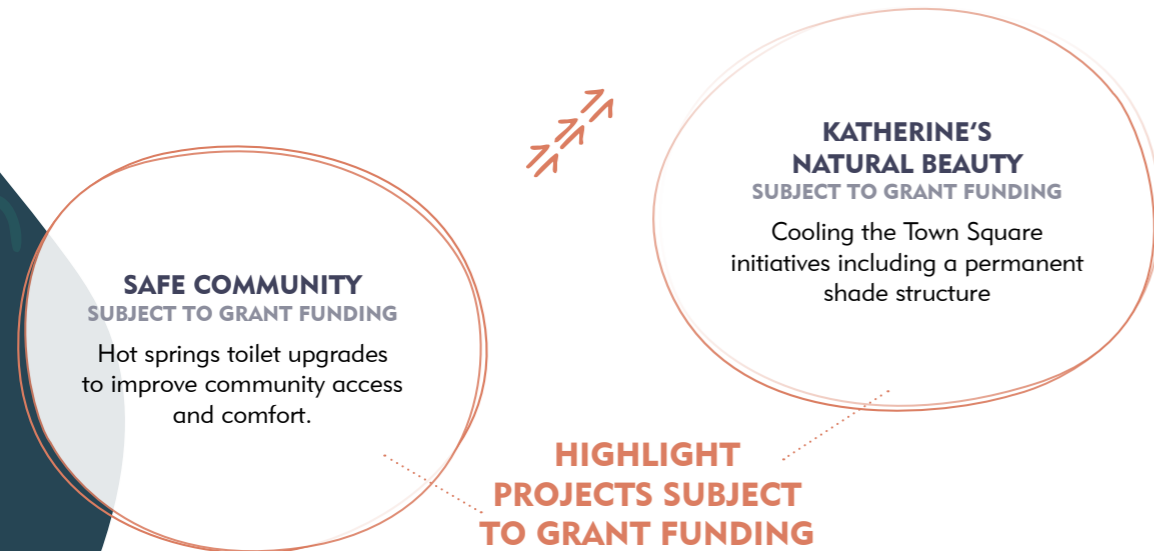 KATHERINE’S
NATURAL BEAUTY
SUBJECT TO GRANT FUNDING
Cooling the Town Square
initiatives including a permanent
shade structure
SAFE COMMUNITY
SUBJECT TO GRANT FUNDING
Hot springs toilet upgrades
to improve community access
and comfort.
HIGHLIGHT
PROJECTS SUBJECT
TO GRANT FUNDING